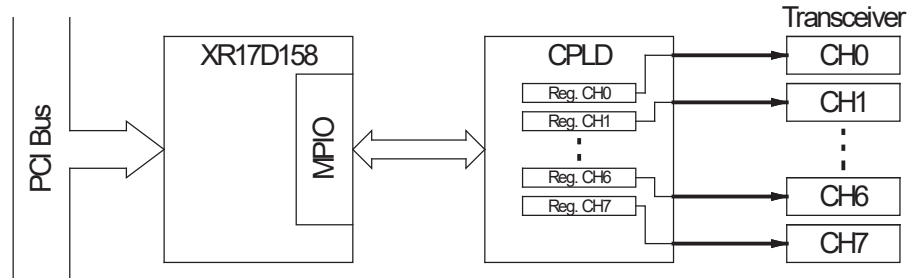 PCI Bus
XR17D158
MPIO
CPLD
Reg. CH0
Reg. CH1
Reg. CH6
Reg. CH7
Transceiver
CH0
CH1
CH6
CH7